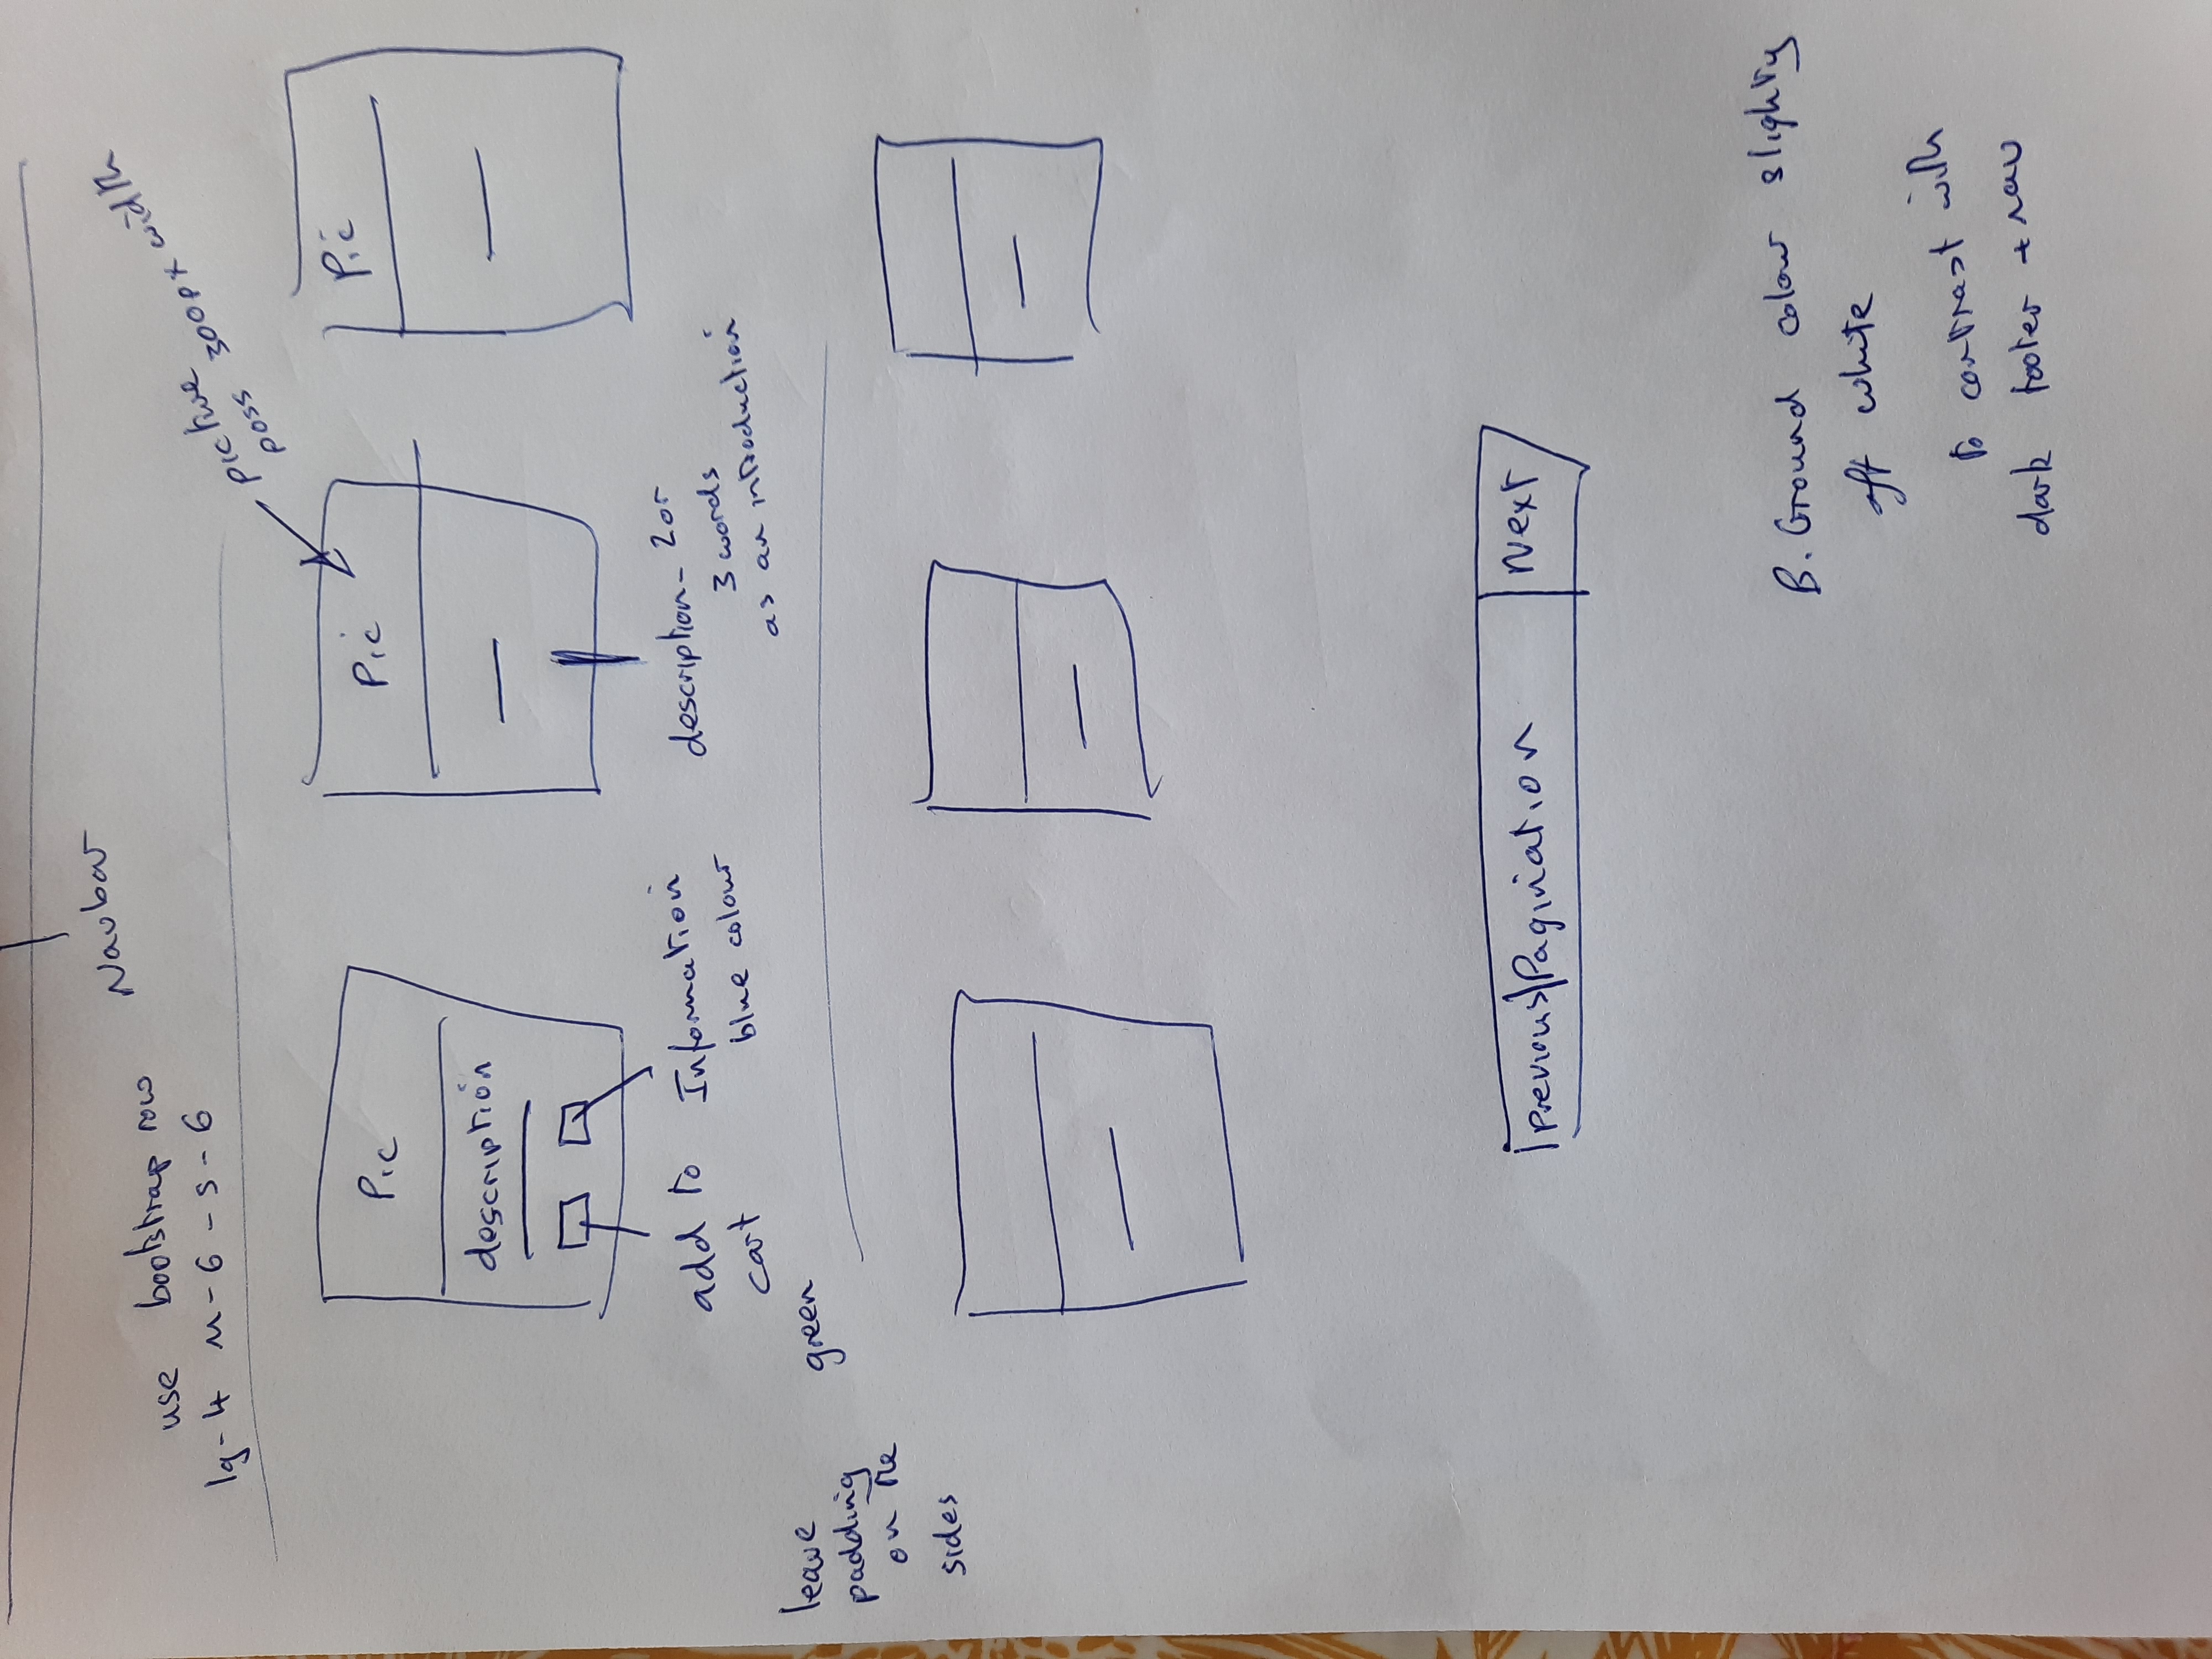 Navbar
use bootstrap row
lg-4 m-6-s-6
picture
poss 300px width
Pic
Pic
Pic
description
add to
cart
green
Information
blue colour
description- 2 or
3 words
as an introduction
leave
padding
on the
sides
Previous Pagination Next
B. Ground colour slighty
off white
to contrast with
dark footer + nav